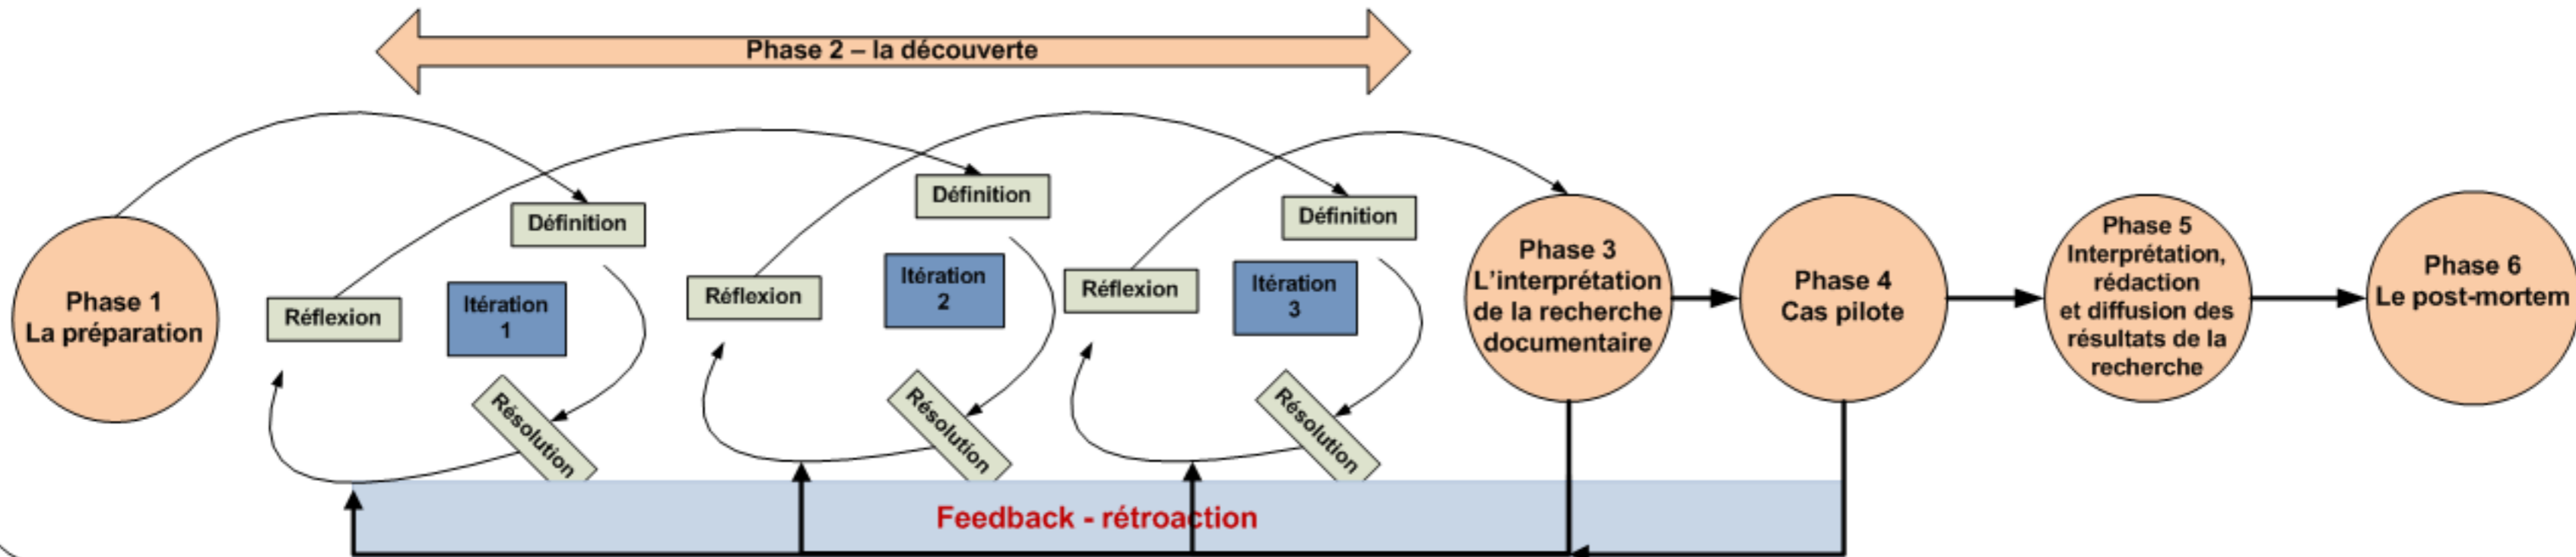 Phase 2 – la découverte
Phase 1
La préparation
Définition
Réflexion
Itération
1
Résolution
Définition
Réflexion
Itération
2
Résolution
Définition
Réflexion
Itération
3
Résolution
Phase 3
L'interprétation
de la recherche
documentaire
Phase 4
Cas pilote
Phase 5
Interprétation,
rédaction
et diffusion des
résultats de la
recherche
Phase 6
Le post-mortem
Feedback - rétroaction